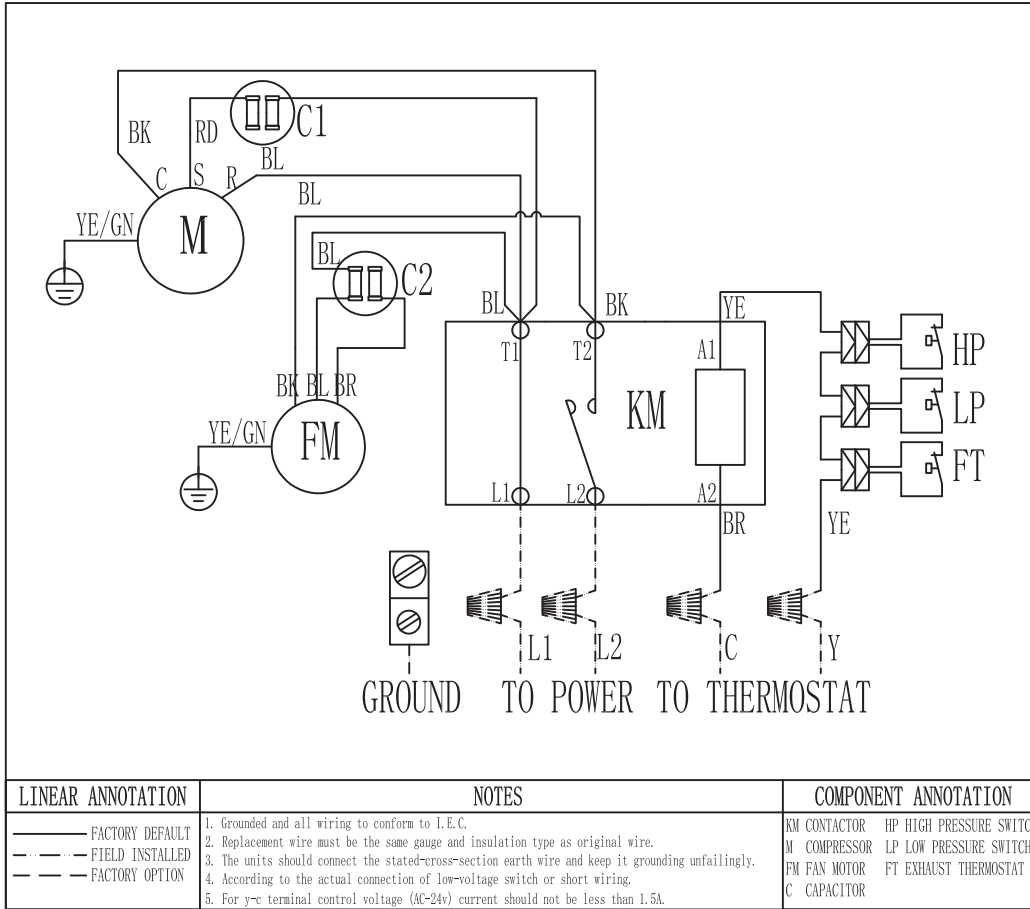 C1
BK
RD
BL
C
S
R
BL
YE/GN
M
BL
C2
BL
BK
YE
T1
T2
A1
HP
BK BL BR
KM
LP
YE/GN
FM
FT
L1
L2
A2
BR
YE
L1
L2
C
Y
GROUND TO POWER TO THERMOSTAT
LINEAR ANNOTATION
FACTORY DEFAULT
FIELD INSTALLED
FACTORY OPTION
NOTES
1. Grounded and all wiring to conform to I.E.C.
2. Replacement wire must be the same gauge and insulation type as original wire.
3. The units should connect the stated-cross-section earth wire and keep it grounding unfailingly.
4. According to the actual connection of low-voltage switch or short wiring.
5. For y-c terminal control voltage (AC-24v) current should not be less than 1.5A.
COMPONENT ANNOTATION
KM CONTACTOR HP HIGH PRESSURE SWITC
M COMPRESSOR LP LOW PRESSURE SWITCH
FM FAN MOTOR FT EXHAUST THERMOSTAT
C CAPACITOR